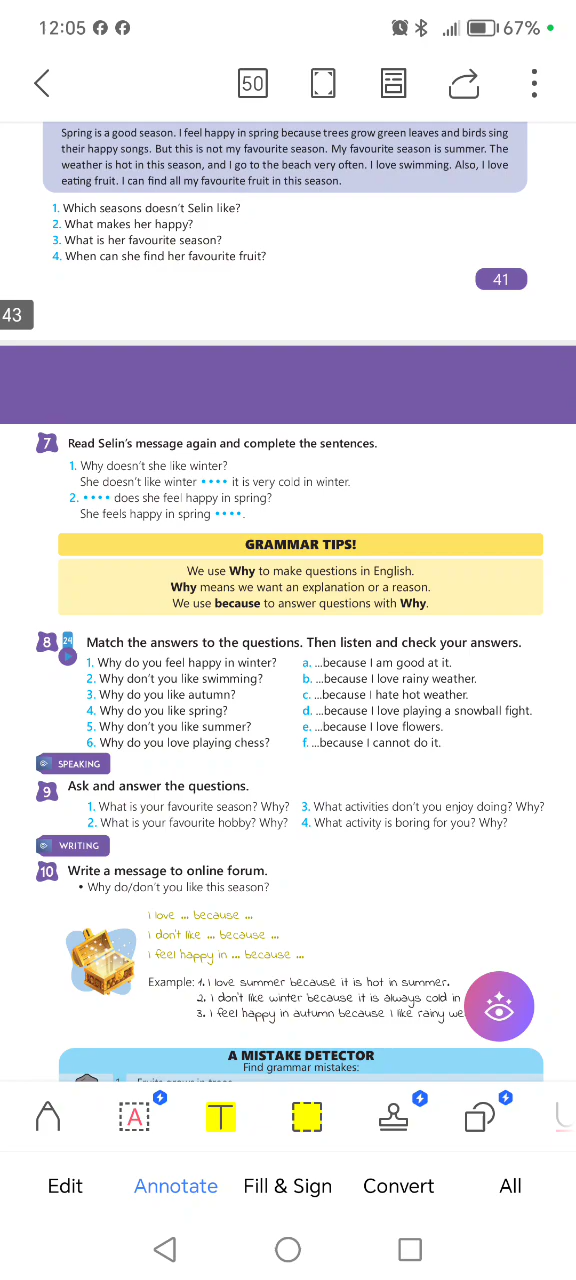 12:05
67%
50
Spring is a good season. I feel happy in spring because trees grow green leaves and birds sing
their happy songs. But this is not my favourite season. My favourite season is summer. The
weather is hot in this season, and I go to the beach very often. I love swimming. Also, I love
eating fruit. I can find all my favourite fruit in this season.
1. Which seasons doesn't Selin like?
2. What makes her happy?
3. What is her favourite season?
4. When can she find her favourite fruit?
41
43
7 Read Selin's message again and complete the sentences.
1. Why doesn't she like winter?
She doesn't like winter •••• it is very cold in winter.
2. •••• does she feel happy in spring?
She feels happy in spring ••••.
GRAMMAR TIPS!
We use Why to make questions in English.
Why means we want an explanation or a reason.
We use because to answer questions with Why.
8 24 Match the answers to the questions. Then listen and check your answers.
1. Why do you feel happy in winter? a. ...because I am good at it.
2. Why don't you like swimming? b. ...because I love rainy weather.
3. Why do you like autumn? c. ...because I hate hot weather.
4. Why do you like spring? d. ...because I love playing a snowball fight.
5. Why don't you like summer? e. ...because I love flowers.
6. Why do you love playing chess? f. ...because I cannot do it.
SPEAKING
9 Ask and answer the questions.
1. What is your favourite season? Why? 3. What activities don't you enjoy doing? Why?
2. What is your favourite hobby? Why? 4. What activity is boring for you? Why?
WRITING
10 Write a message to online forum.
• Why do/don't you like this season?
I love ... because ...
I don't like ... because ...
I feel happy in ... because ...
Example: 1. I love summer because it is hot in summer.
2. I don't like winter because it is always cold in
3. I feel happy in autumn because I like rainy we
A MISTAKE DETECTOR
Find grammar mistakes:
A
T
Edit
Annotate
Fill & Sign
Convert
All